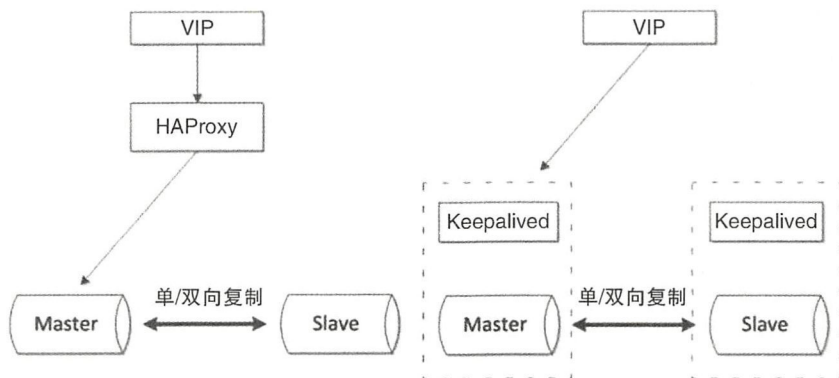 VIP
HAProxy
Master
单/双向复制
Slave
VIP
Keepalived
Keepalived
Master
单/双向复制
Slave